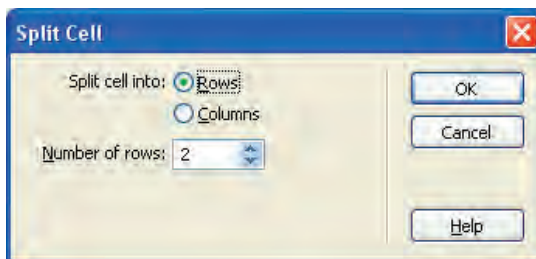 Split Cell
Split cell into: Rows
Columns
Number of rows: 2
OK
Cancel
Help